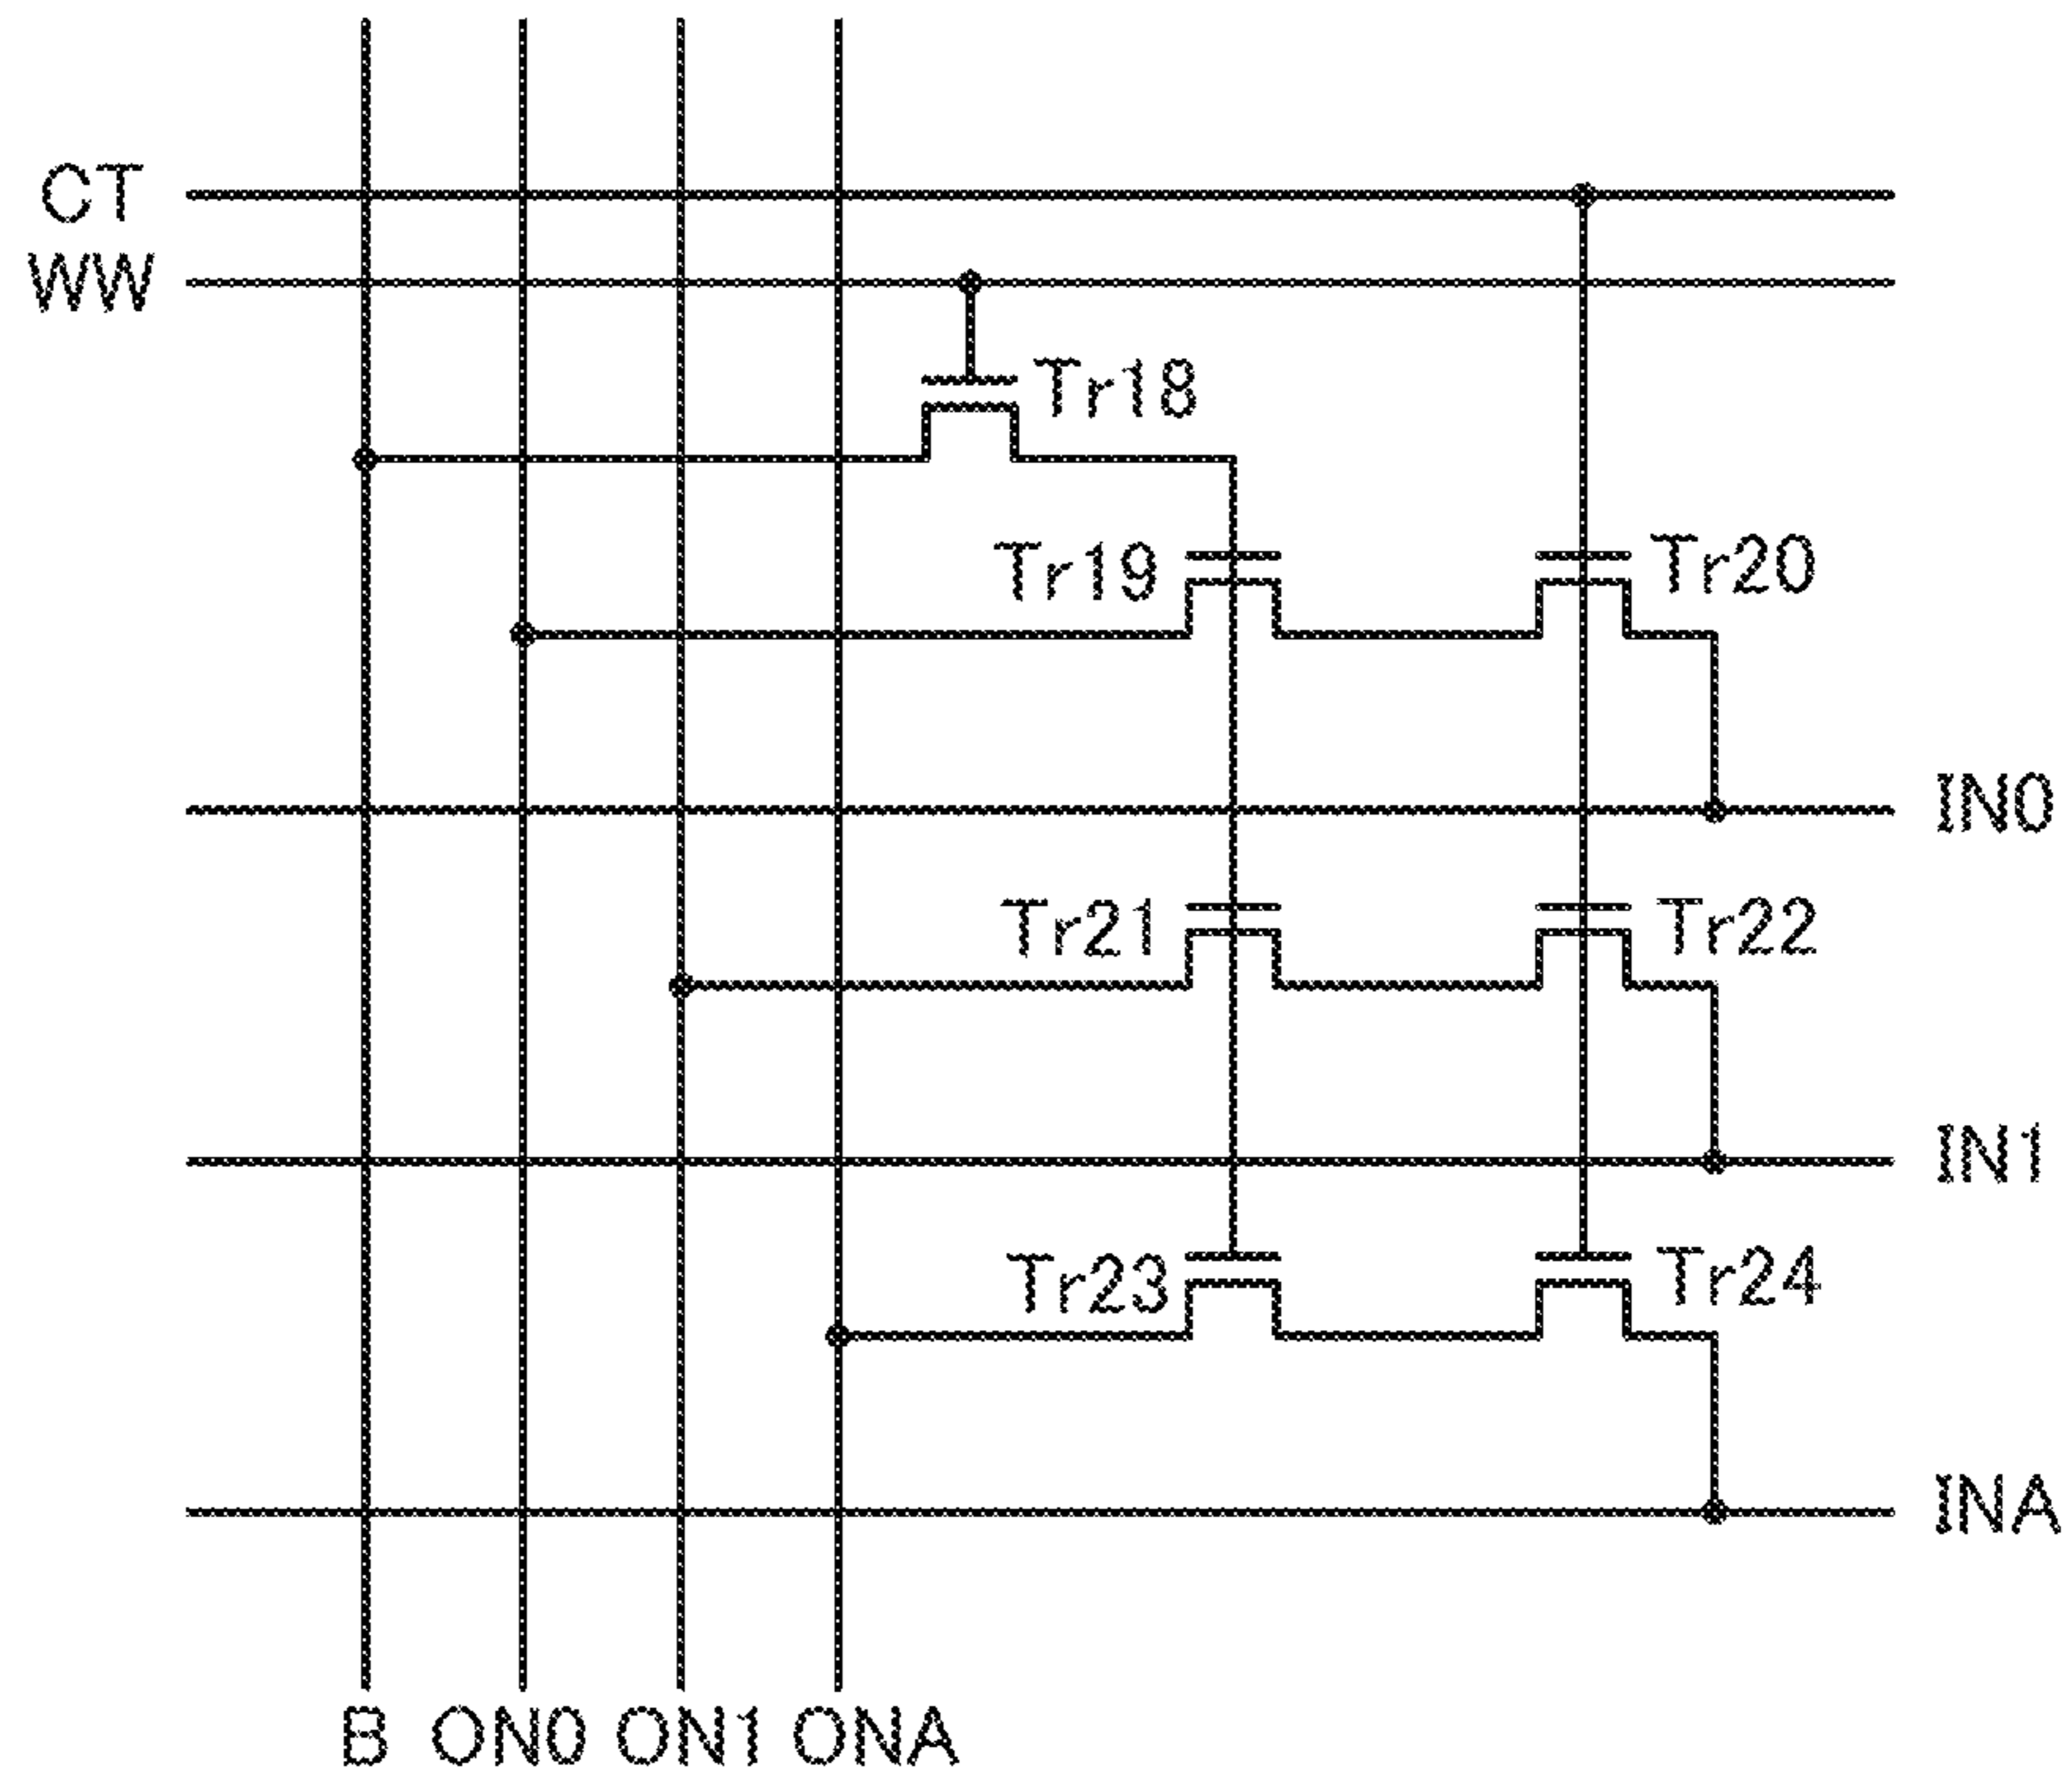 CT
WW
Tr18
Tr19
Tr20
IN0
Tr21
Tr22
IN1
Tr23
Tr24
INA
B ON0 ON1 ONA